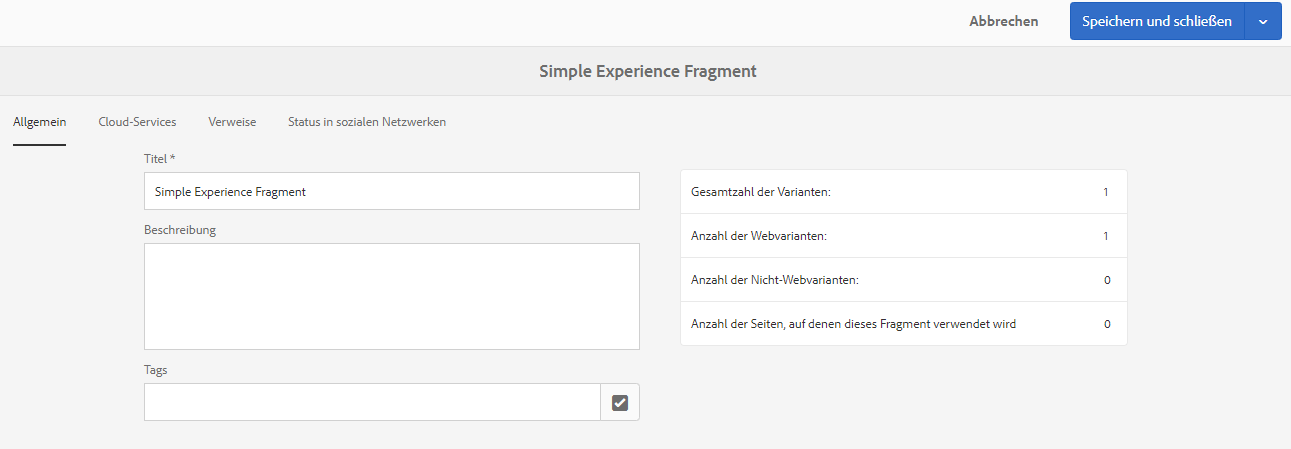 Abbrechen
Speichern und schließen
Simple Experience Fragment
Allgemein
Cloud-Services
Verweise
Status in sozialen Netzwerken
Titel *
Simple Experience Fragment
Beschreibung
Tags
Gesamtzahl der Varianten: 1
Anzahl der Webvarianten: 1
Anzahl der Nicht-Webvarianten: 0
Anzahl der Seiten, auf denen dieses Fragment verwendet wird 0